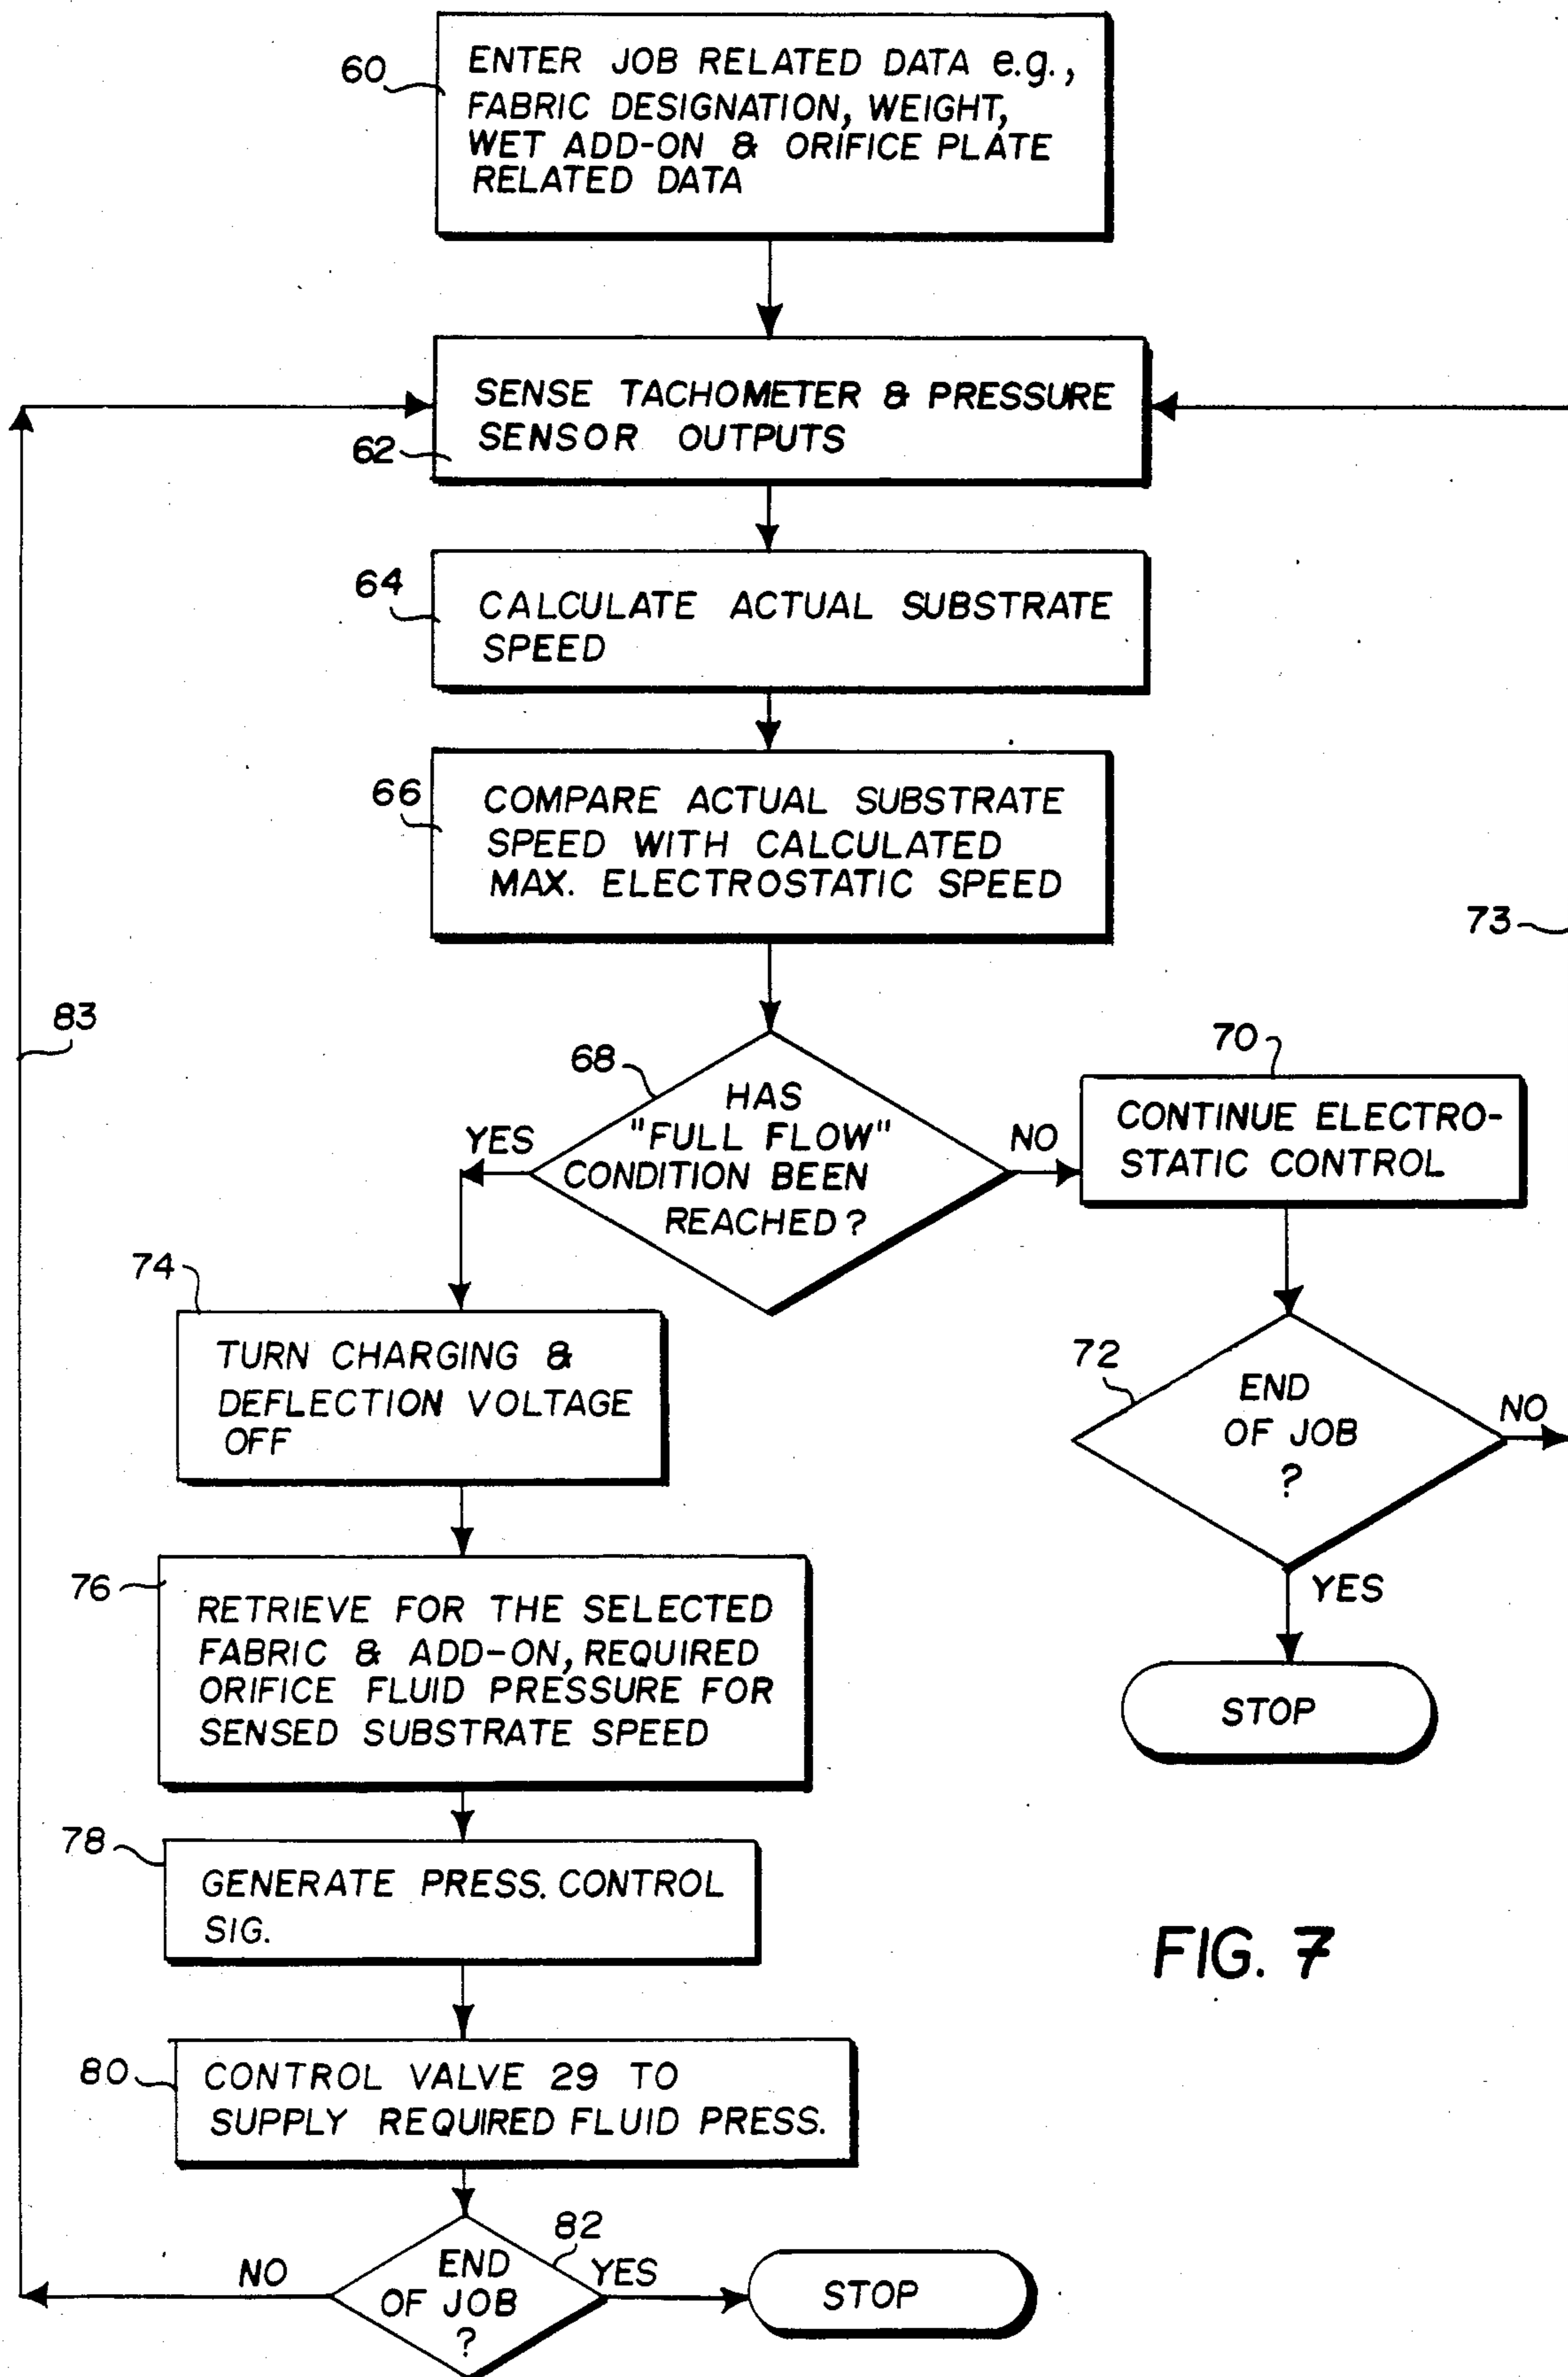 60
ENTER JOB RELATED DATA e.g.,
FABRIC DESIGNATION, WEIGHT,
WET ADD-ON & ORIFICE PLATE
RELATED DATA
SENSE TACHOMETER & PRESSURE
SENSOR OUTPUTS
62
64
CALCULATE ACTUAL SUBSTRATE
SPEED
66
COMPARE ACTUAL SUBSTRATE
SPEED WITH CALCULATED
MAX. ELECTROSTATIC SPEED
73
83
68
HAS
"FULL FLOW"
CONDITION BEEN
REACHED?
YES
NO
70
CONTINUE ELECTRO-
STATIC CONTROL
74
TURN CHARGING &
DEFLECTION VOLTAGE
OFF
72
END
OF JOB
?
NO
YES
STOP
76
RETRIEVE FOR THE SELECTED
FABRIC & ADD-ON, REQUIRED
ORIFICE FLUID PRESSURE FOR
SENSED SUBSTRATE SPEED
78
GENERATE PRESS. CONTROL
SIG.
FIG. 7
80
CONTROL VALVE 29 TO
SUPPLY REQUIRED FLUID PRESS.
82
END
OF JOB
?
NO
YES
STOP